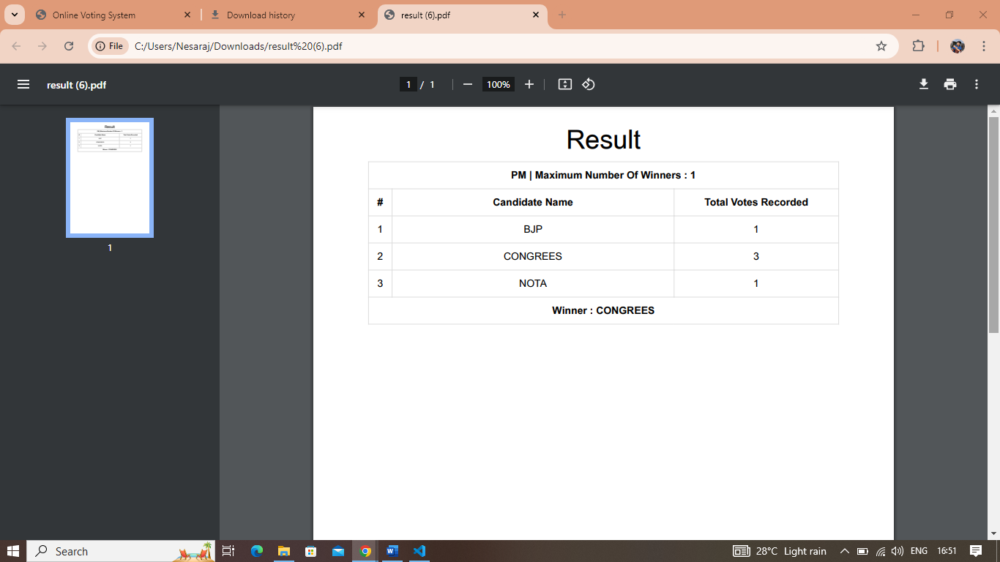 Online Voting System
Download history
result (6).pdf
File
C:/Users/Nesaraj/Downloads/result%20(6).pdf
result (6).pdf
1 / 1
100%
Result
PM | Maximum Number Of Winners : 1
# Candidate Name Total Votes Recorded
1 BJP 1
2 CONGREES 3
3 NOTA 1
Winner : CONGREES
1
Search
28°C Light rain
ENG
16:51